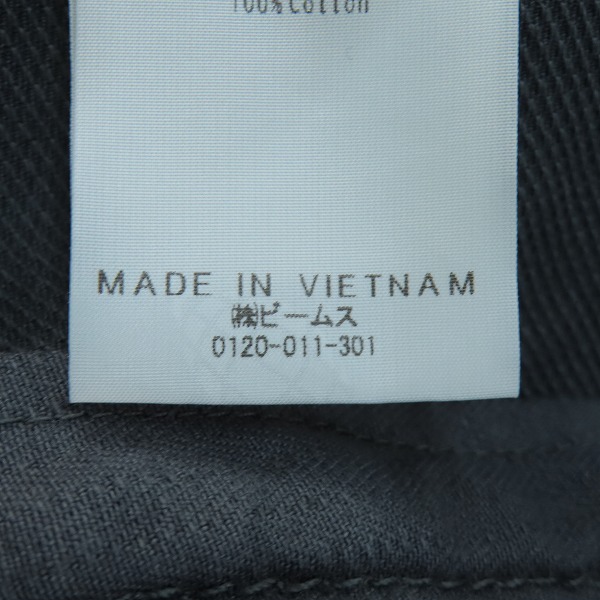 100% Cotton
MADE IN VIETNAM
㈱ビームス
0120-011-301